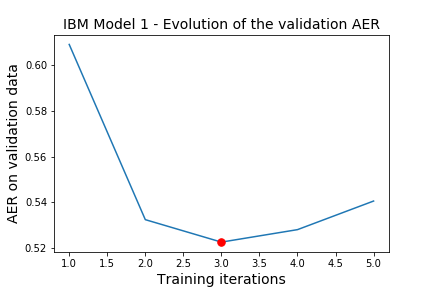 IBM Model 1 - Evolution of the validation AER
AER on validation data
0.60
0.58
0.56
0.54
0.52
1.0 1.5 2.0 2.5 3.0 3.5 4.0 4.5 5.0
Training iterations